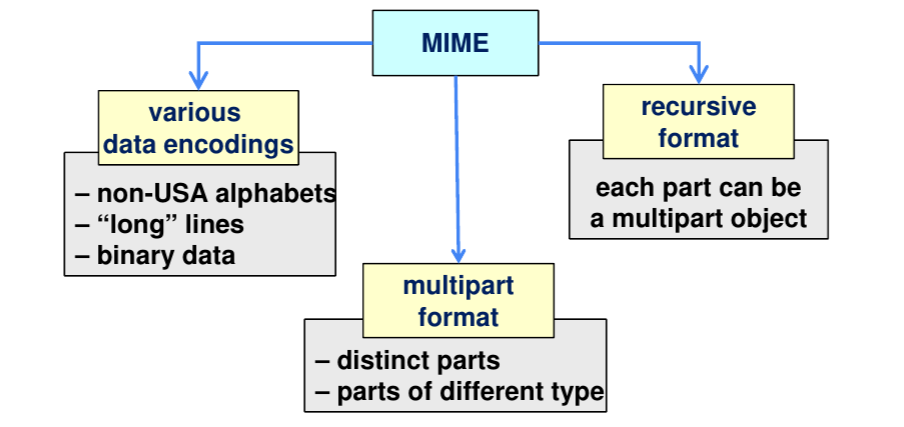 MIME
various
data encodings
– non-USA alphabets
– “long” lines
– binary data
multipart
format
– distinct parts
– parts of different type
recursive
format
each part can be
a multipart object